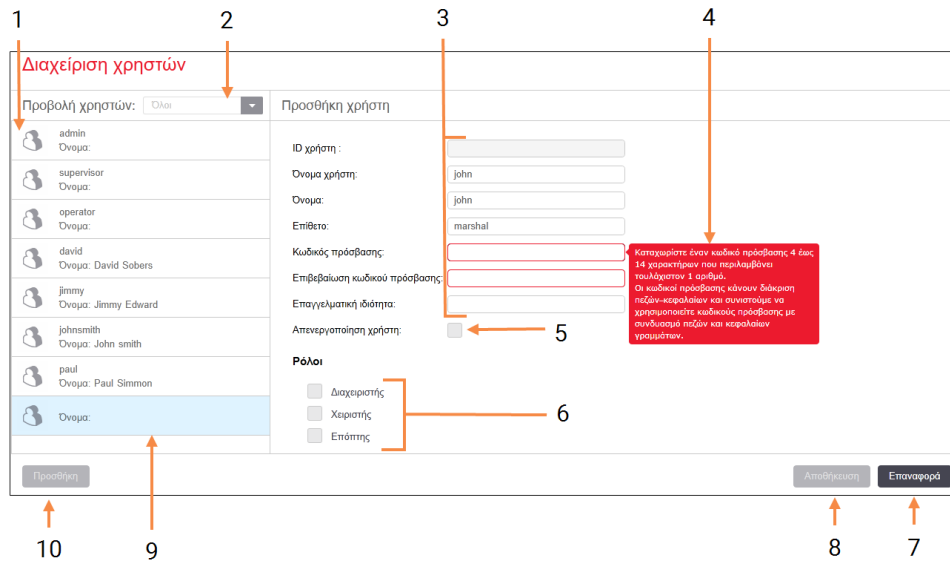 1
2
3
4
Διαχείριση χρηστών
Προβολή χρηστών: Όλοι
Προσθήκη χρήστη
admin
Όνομα:
supervisor
Όνομα:
operator
Όνομα:
david
Όνομα: David Sobers
jimmy
Όνομα: Jimmy Edward
johnsmith
Όνομα: John smith
paul
Όνομα: Paul Simmon
Όνομα:
ID χρήστη :
Όνομα χρήστη: john
Όνομα: john
Επίθετο: marshal
Κωδικός πρόσβασης:
Επιβεβαίωση κωδικού πρόσβασης:
Επαγγελματική ιδιότητα:
Απενεργοποίηση χρήστη:
5
Καταχωρίστε έναν κωδικό πρόσβασης 4 έως
14 χαρακτήρων που περιλαμβάνει
τουλάχιστον 1 αριθμό.
Οι κωδικοί πρόσβασης κάνουν διάκριση
πεζών-κεφαλαίων και συνιστούμε να
χρησιμοποιείτε κωδικούς πρόσβασης με
συνδυασμό πεζών και κεφαλαίων
γραμμάτων.
Ρόλοι
Διαχειριστής
Χειριστής
Επόπτης
6
Προσθήκη
Αποθήκευση
Επαναφορά
10
9
8
7